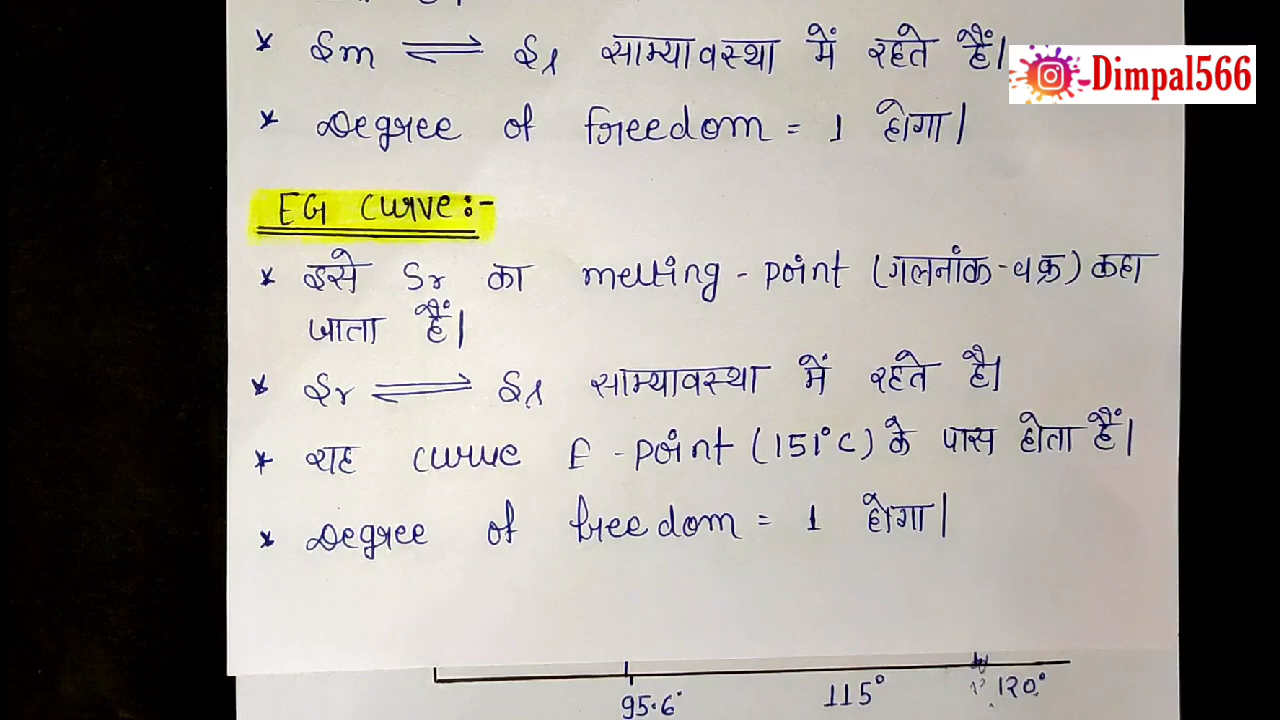 * Sm ⇌ Sl साम्यावस्था में रहते हैं।
-Dimpal566
* Degree of freedom = 1 होगा।
EG Curve:-
* इसे Sr का melting - point (गलनांक-वक्र) कहा
जाता हैं।
* Sr ⇌ Sl साम्यावस्था में रहते है।
* यह curve E - point (151°C) के पास होता हैं।
* Degree of freedom = 1 होगा।
95.6° 115° 120°